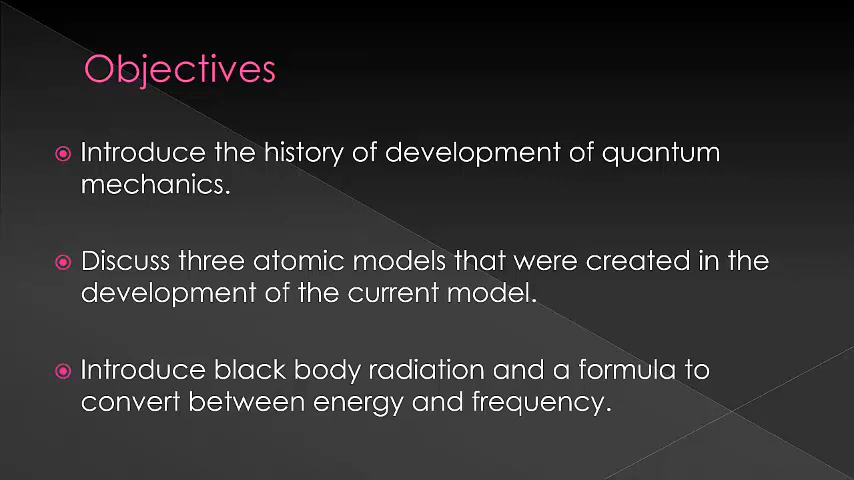 Objectives
Introduce the history of development of quantum
mechanics.
Discuss three atomic models that were created in the
development of the current model.
Introduce black body radiation and a formula to
convert between energy and frequency.